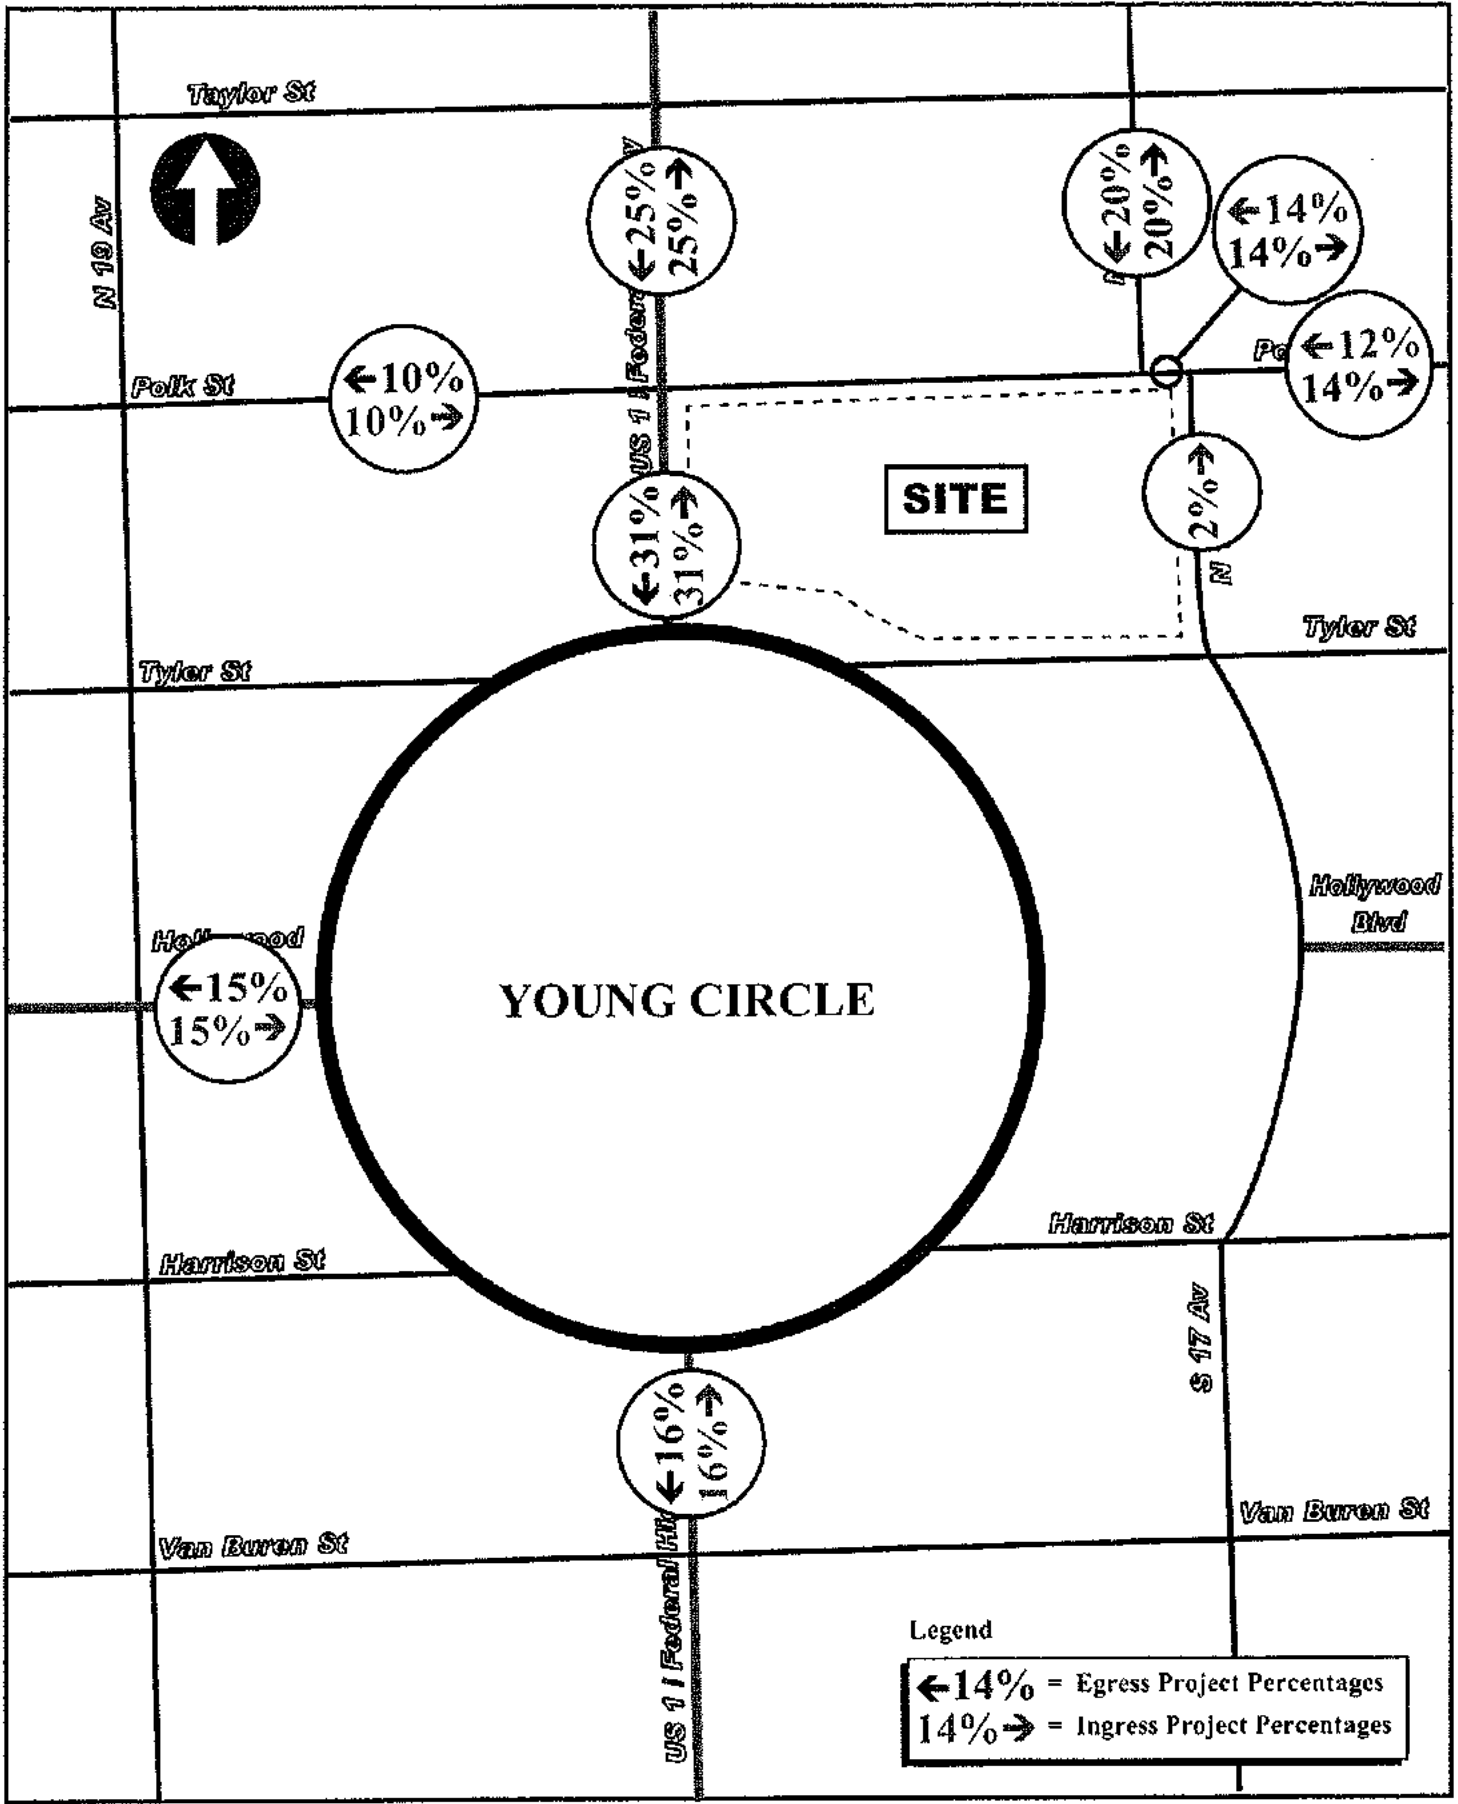 Taylor St
N 19 Av
←25%
25%→
←20%
20%→
←14%
14%→
Polk St
←10%
10%→
US 1 | Feder
←12%
14%→
SITE
←31%
31%→
2%→
N
Tyler St
Tyler St
Hollywood
Blvd
←15%
15%→
YOUNG CIRCLE
Harrison St
Harrison St
S 17 Av
←16%
16%→
Van Buren St
Van Buren St
US 1 | Federal Hi
Legend
←14% = Egress Project Percentages
14%→ = Ingress Project Percentages